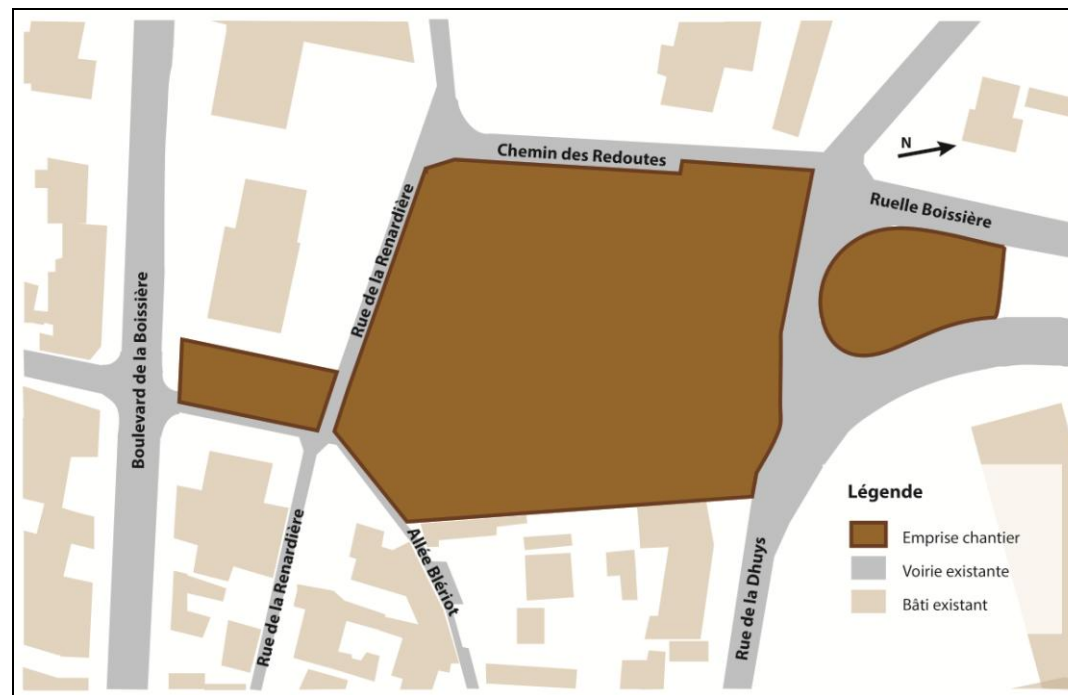 Chemin des Redoutes
N
Ruelle Boissière
Rue de la Renardière
Boulevard de la Boissière
Légende
Emprise chantier
Voirie existante
Bâti existant
Rue de la Renardière
Allée Blériot
Rue de la Dhuys